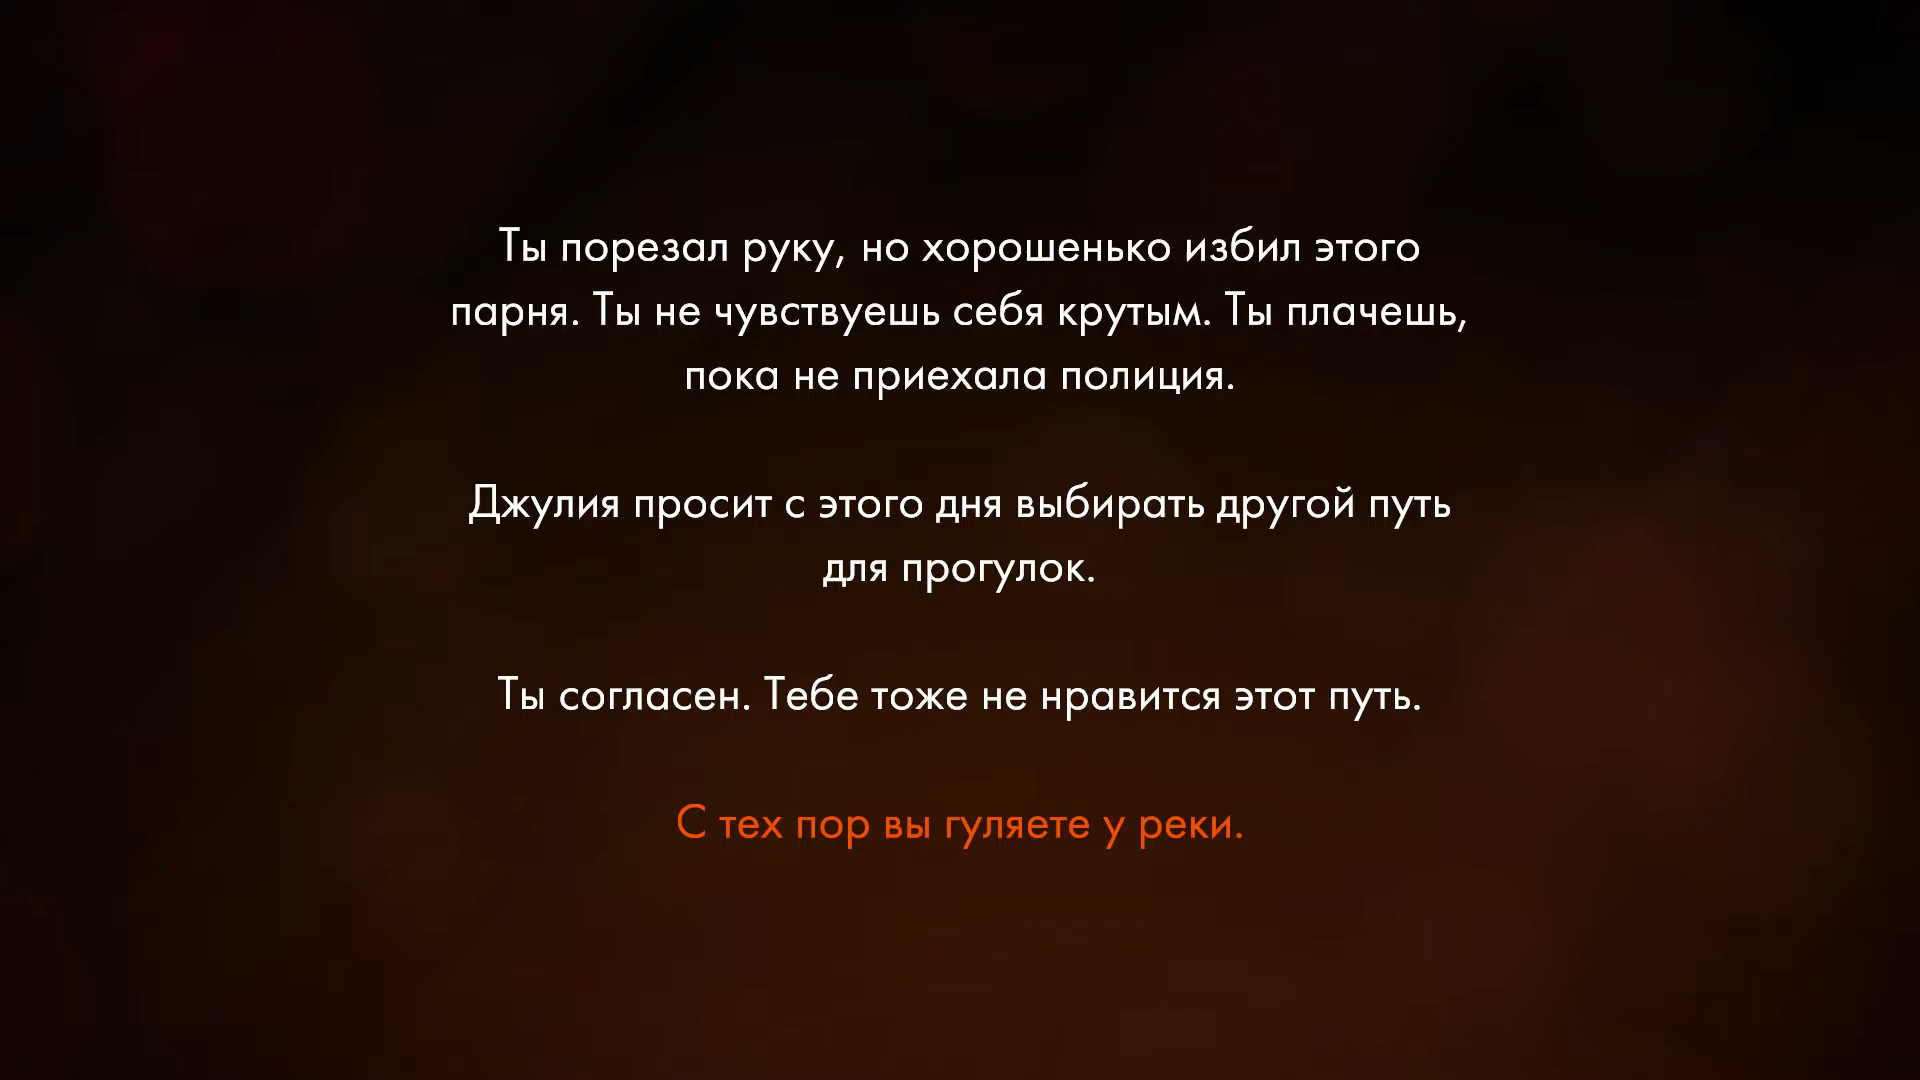 Ты порезал руку, но хорошенько избил этого
парня. Ты не чувствуешь себя крутым. Ты плачешь,
пока не приехала полиция.
Джулия просит с этого дня выбирать другой путь
для прогулок.
Ты согласен. Тебе тоже не нравится этот путь.
С тех пор вы гуляете у реки.